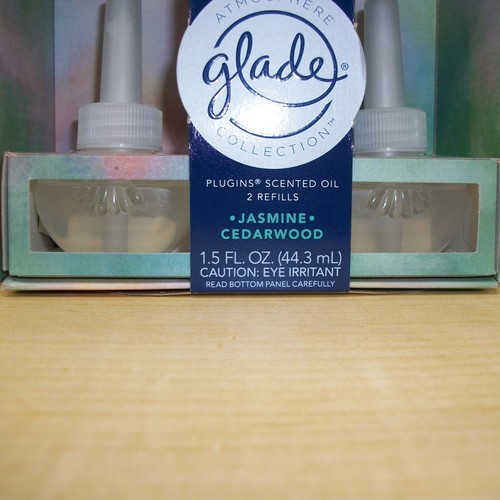 ATMOSPHERE
glade®
COLLECTION™
PLUGINS® SCENTED OIL
2 REFILLS
•JASMINE•
CEDARWOOD
1.5 FL. OZ. (44.3 mL)
CAUTION: EYE IRRITANT
READ BOTTOM PANEL CAREFULLY